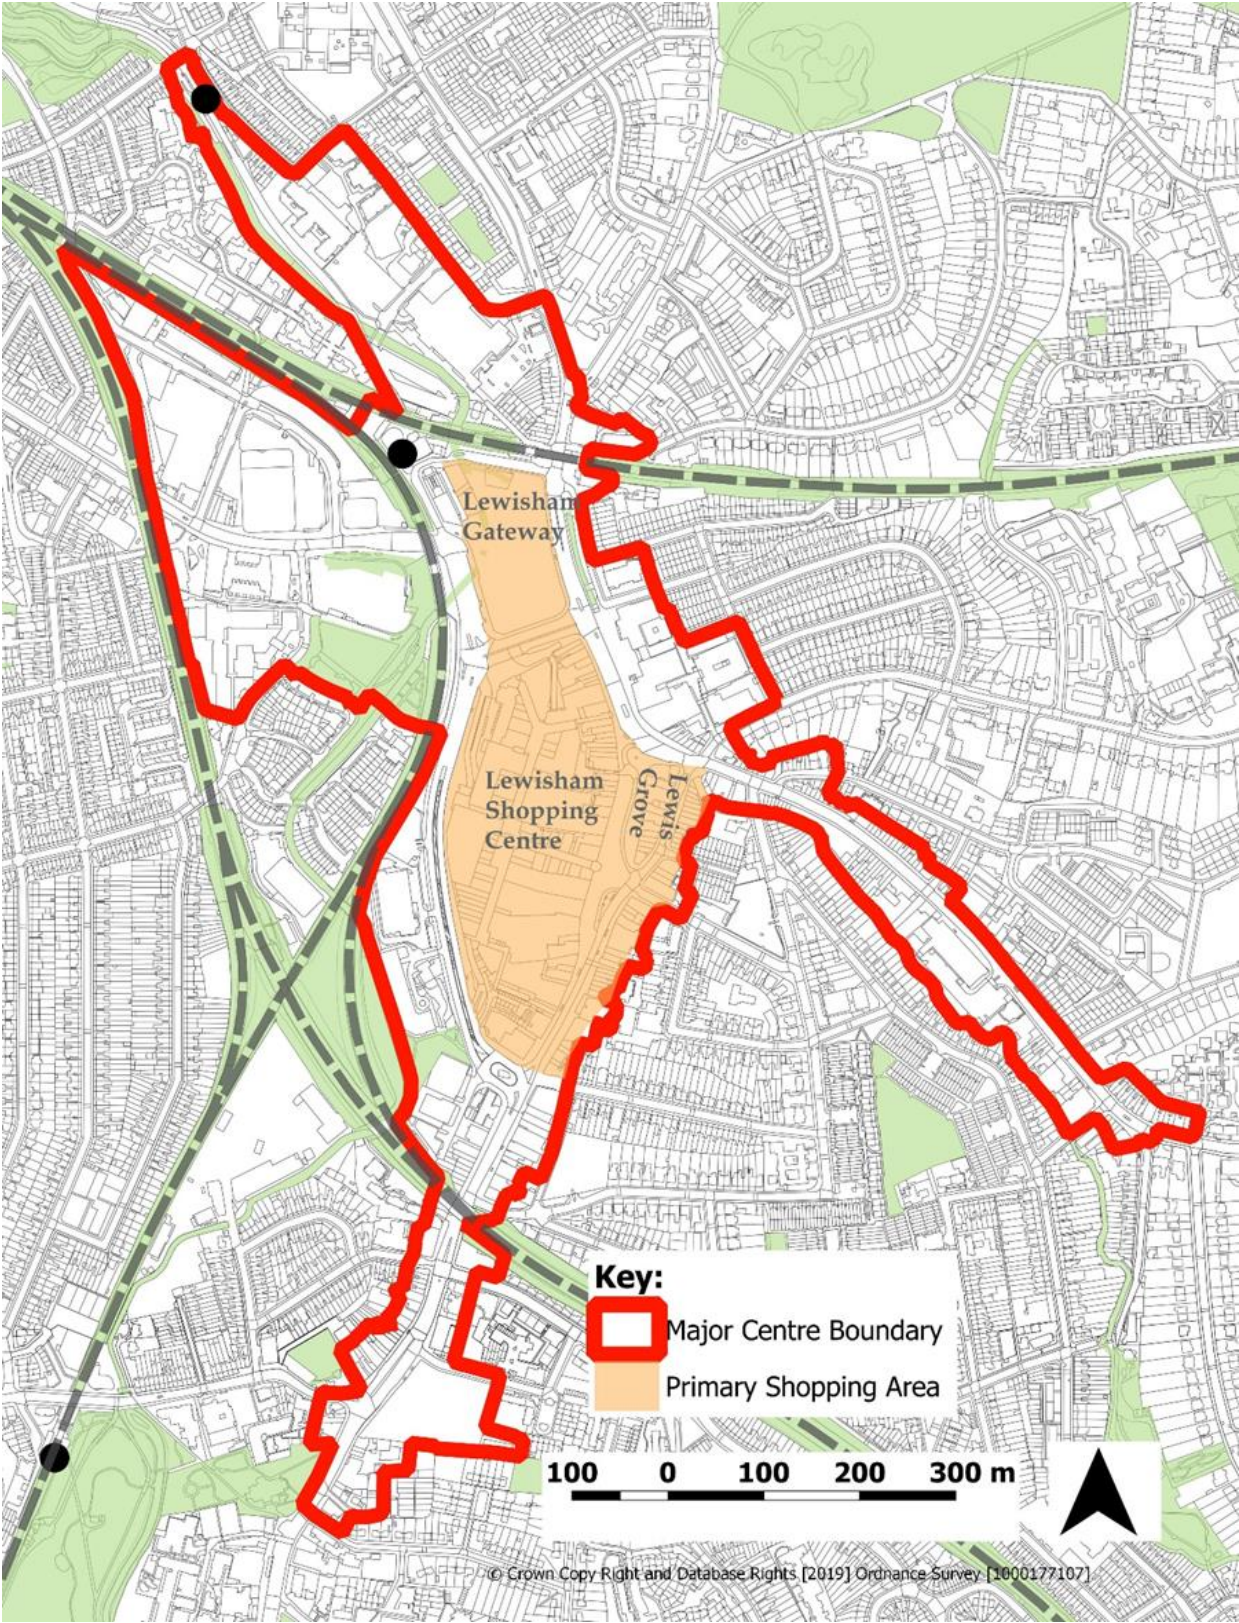 Lewisham
Gateway
Lewisham
Shopping
Centre
Lewis
Grove
Key:
Major Centre Boundary
Primary Shopping Area
100 0 100 200 300 m
© Crown Copy Right and Database Rights [2019] Ordnance Survey [1000177107]